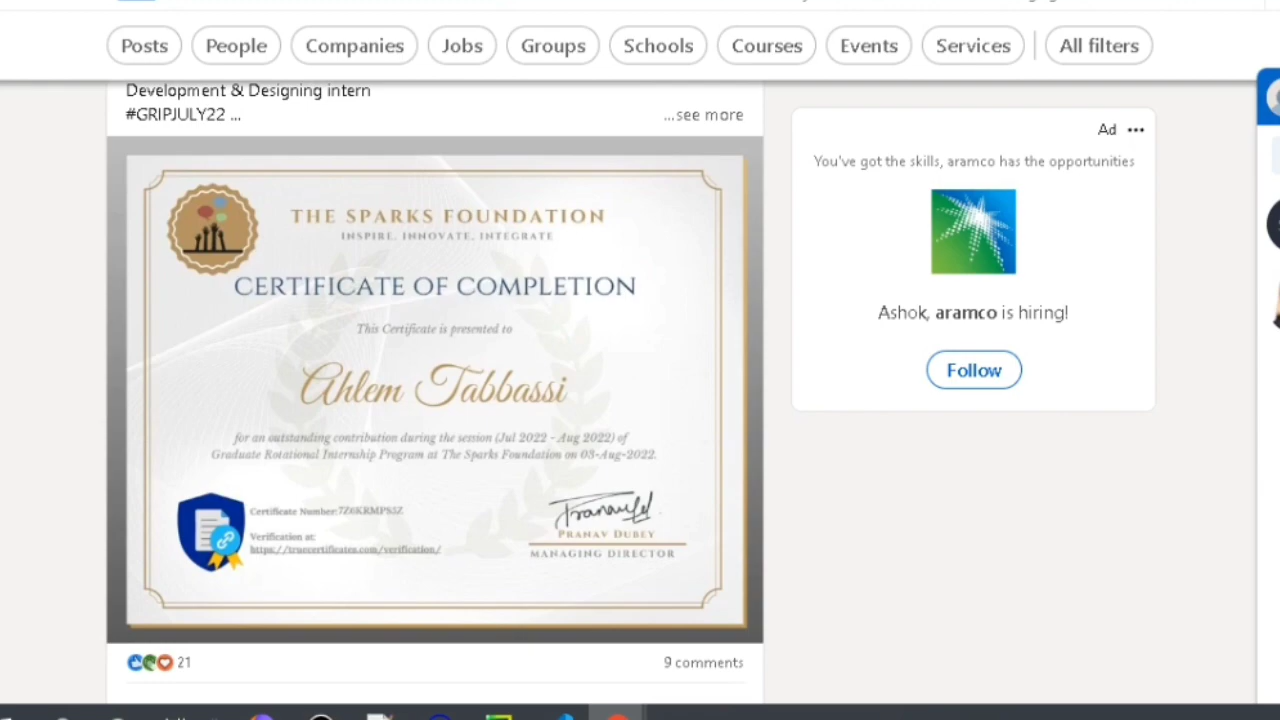 Posts People Companies Jobs Groups Schools Courses Events Services All filters
Development & Designing intern
#GRIPJULY22 ...
...see more
THE SPARKS FOUNDATION
INSPIRE, INNOVATE, INTEGRATE
CERTIFICATE OF COMPLETION
This Certificate is presented to
Ahlem Tabbassi
for an outstanding contribution during the session (Jul 2022 - Aug 2022) of
Graduate Rotational Internship Program at The Sparks Foundation on 03-Aug-2022.
Certificate Number:
Verification at:
https://truecertificates.com/verification/
PRANAV DUBEY
MANAGING DIRECTOR
21
9 comments
Ad
You've got the skills, aramco has the opportunities
Ashok, aramco is hiring!
Follow